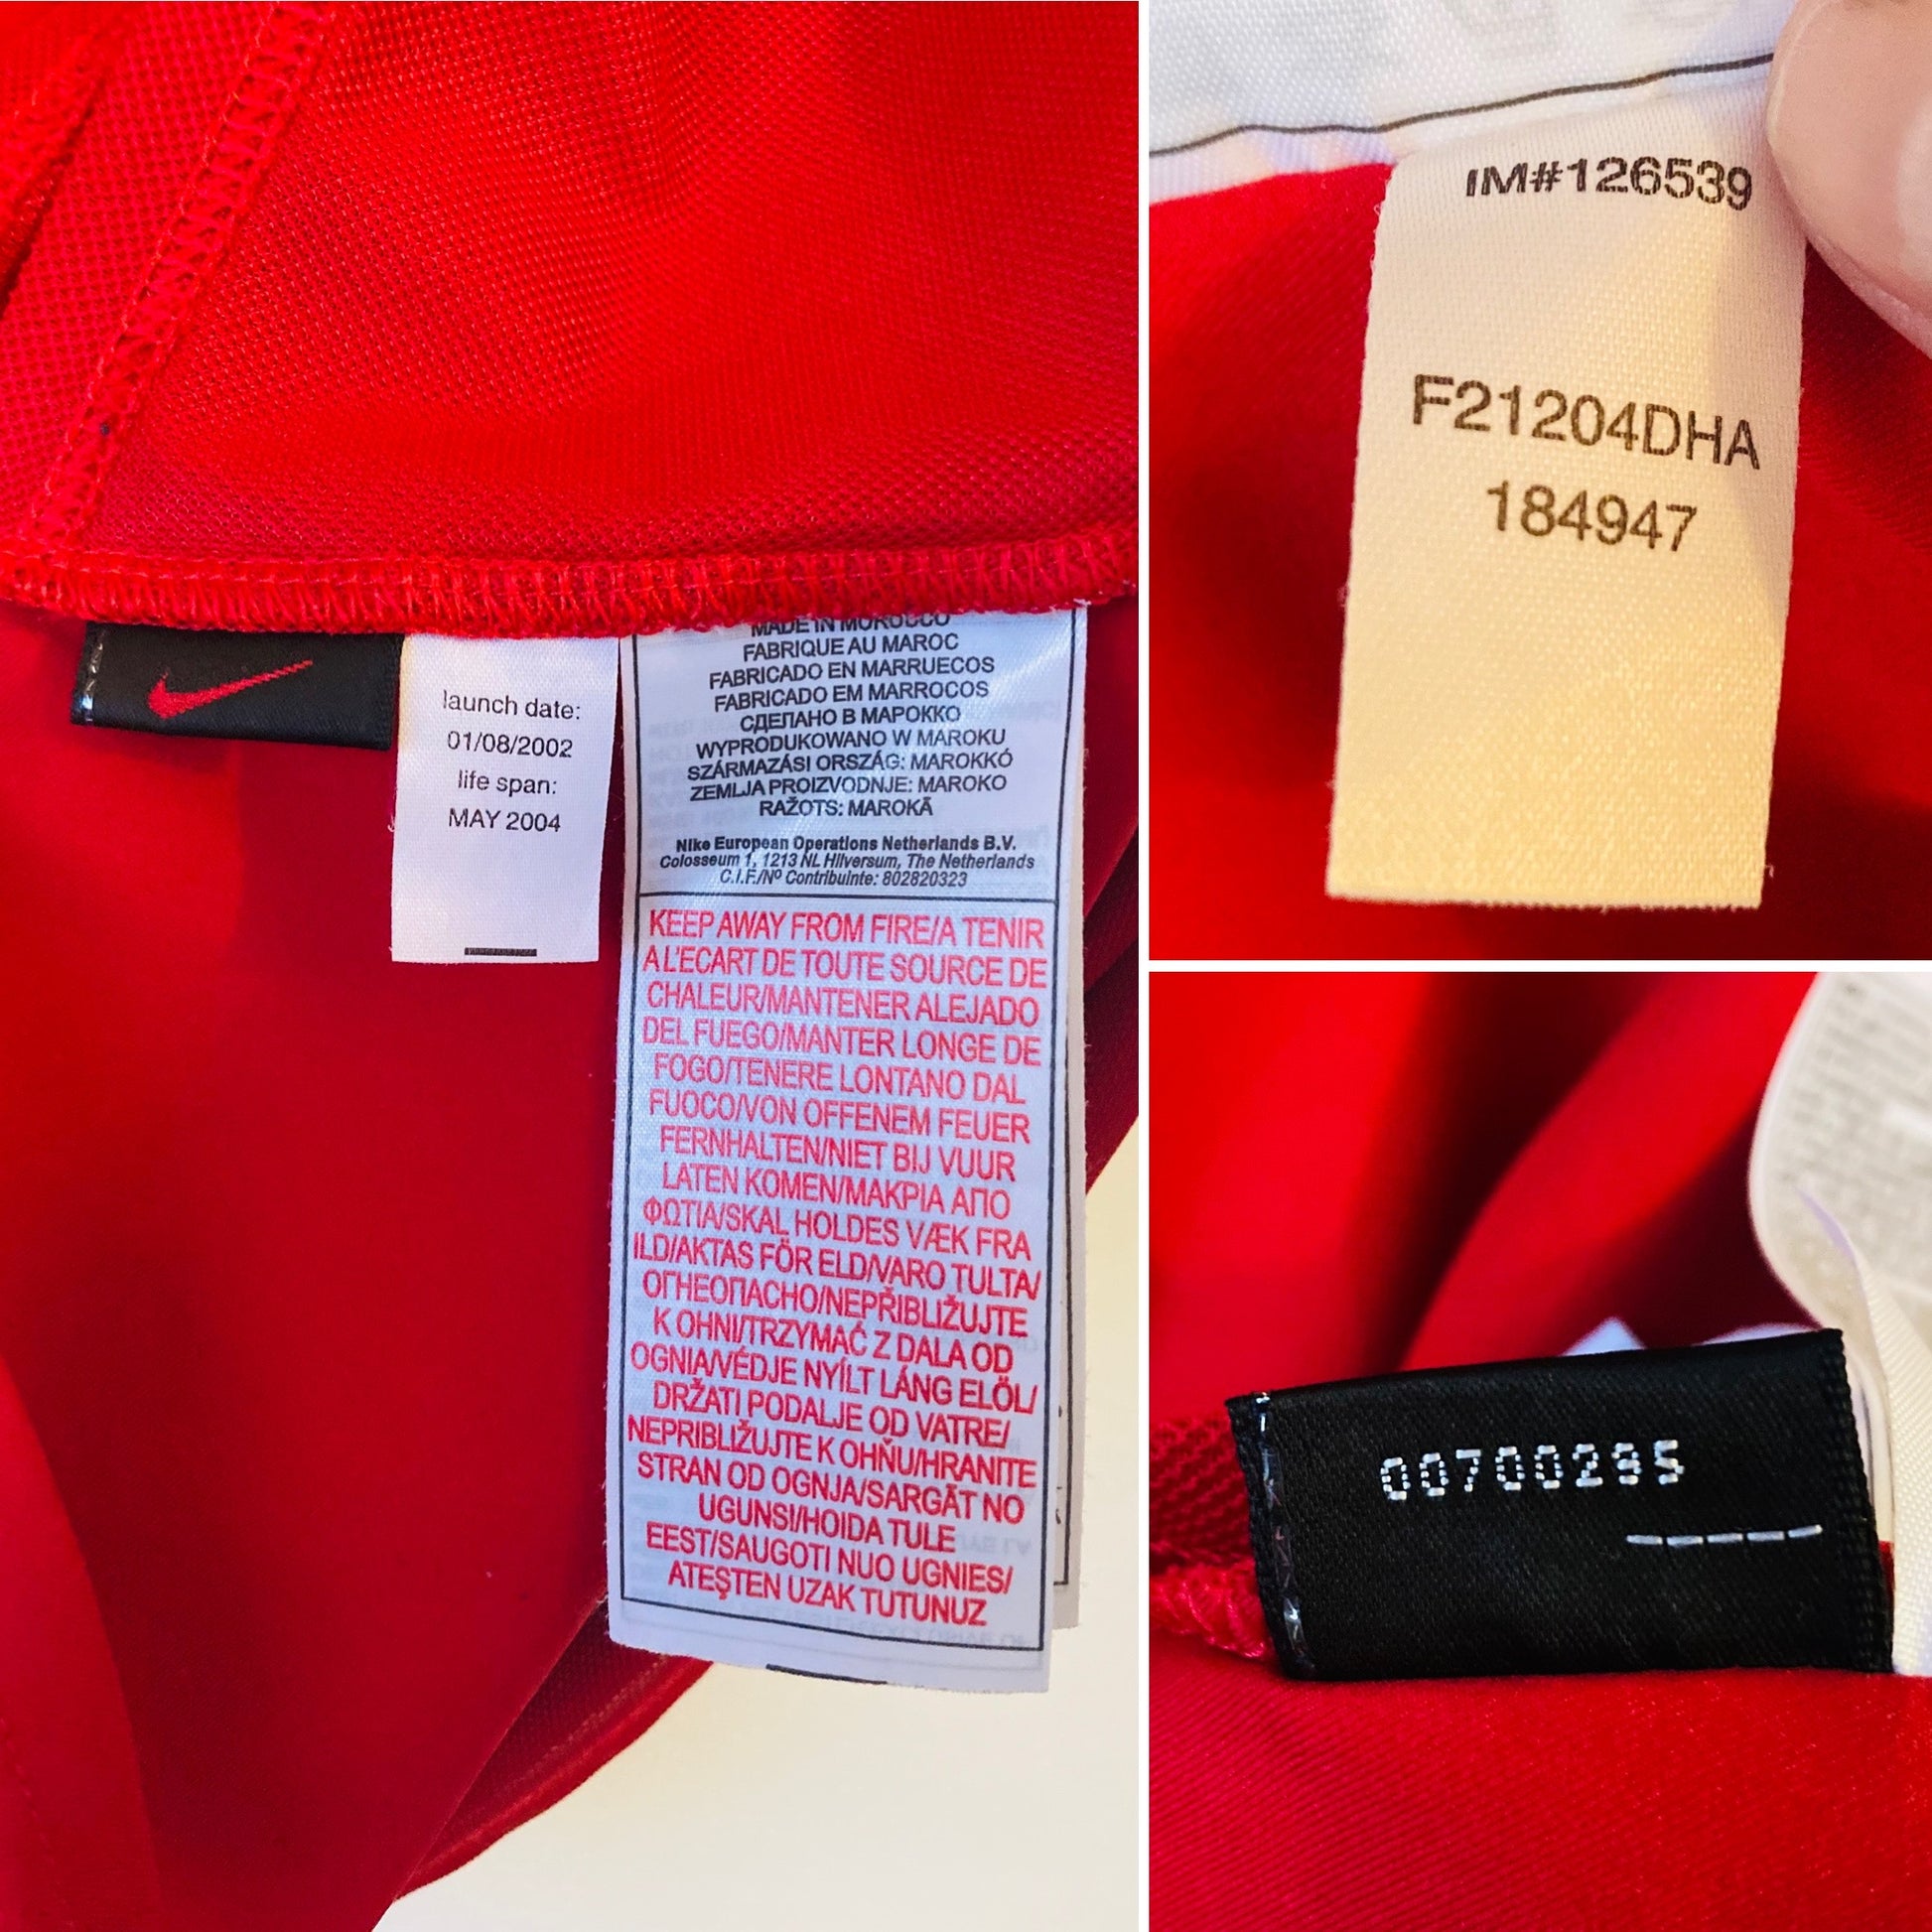 launch date:
01/08/2002
life span:
MAY 2004
MADE IN MOROCCO
FABRIQUE AU MAROC
FABRICADO EN MARRUECOS
FABRICADO EM MARROCOS
СДЕПАНО В МАРОККО
WYPRODUKOWANO W MAROKU
SZÁRMAZÁSI ORSZÁG: MAROKKÓ
ZEMLJA PROIZVODNJE: MAROKO
RAŽOTS: MAROKĀ
Nike European Operations Netherlands B.V.
Colosseum 1, 1213 NL Hilversum, The Netherlands
C.I.F./Nº Contribuinte: 802820323
KEEP AWAY FROM FIRE/A TENIR
A L'ECART DE TOUTE SOURCE DE
CHALEUR/MANTENER ALEJADO
DEL FUEGO/MANTER LONGE DE
FOGO/TENERE LONTANO DAL
FUOCO/VON OFFENEM FEUER
FERNHALTEN/NIET BIJ VUUR
LATEN KOMEN/ΜΑΚΡΙΑ ΑΠΟ
ΦΩΤΙΑ/SKAL HOLDES VÆK FRA
ILD/AKTAS FÖR ELD/VARO TULTA/
ОГНЕОПАСНО/NEPŘIBLIŽUJTE
K OHNI/TRZYMAĆ Z DALA OD
OGNIA/VÉDJE NYÍLT LÁNG ELÖL/
DRŽATI PODALJE OD VATRE/
NEPRIBLIŽUJTE K OHŇU/HRANITE
STRAN OD OGNJA/SARGĀT NO
UGUNSI/HOIDA TULE
EEST/SAUGOTI NUO UGNIES/
ATEŞTEN UZAK TUTUNUZ
IM#126539
F21204DHA
184947
00700295